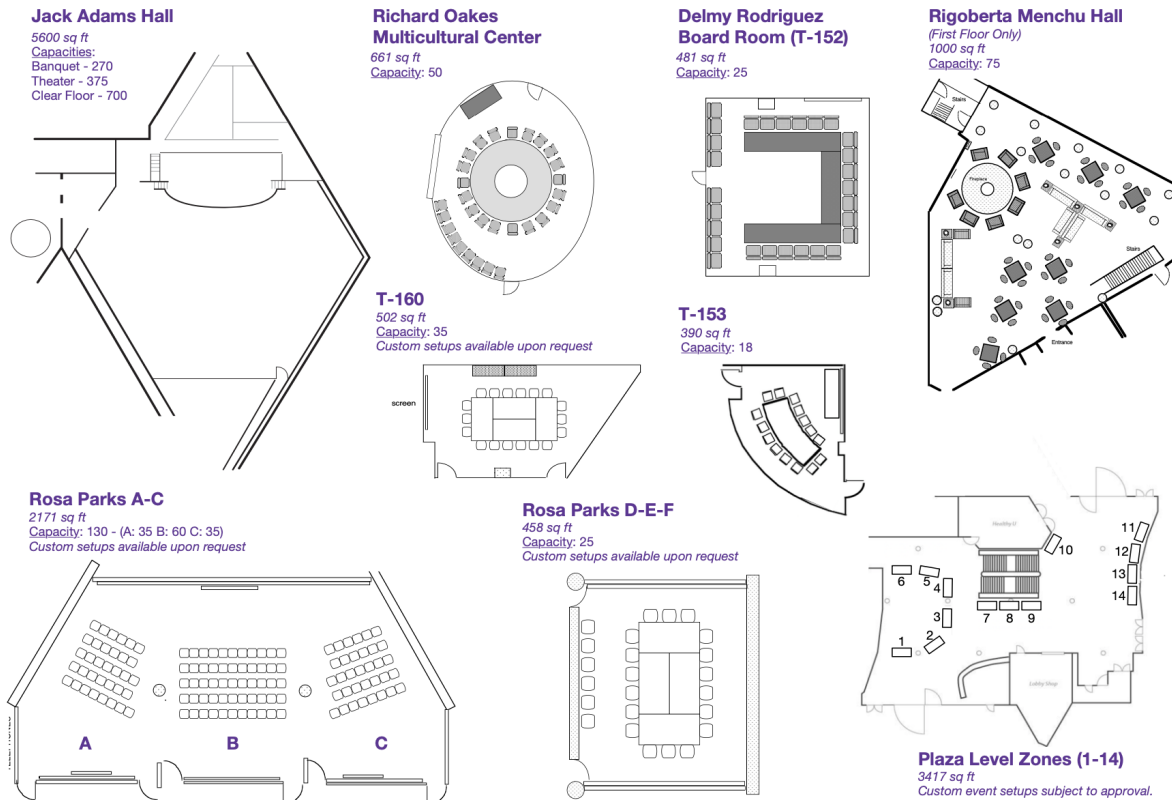 Jack Adams Hall
5600 sq ft
Capacities:
Banquet - 270
Theater - 375
Clear Floor - 700
Richard Oakes
Multicultural Center
661 sq ft
Capacity: 50
Delmy Rodriguez
Board Room (T-152)
481 sq ft
Capacity: 25
Rigoberta Menchu Hall
(First Floor Only)
1000 sq ft
Capacity: 75
Stairs
Fireplace
Stairs
Entrance
T-160
502 sq ft
Capacity: 35
Custom setups available upon request
screen
T-153
390 sq ft
Capacity: 18
Rosa Parks A-C
2171 sq ft
Capacity: 130 - (A: 35 B: 60 C: 35)
Custom setups available upon request
A
B
C
Rosa Parks D-E-F
458 sq ft
Capacity: 25
Custom setups available upon request
Healthy U
11
10
12
13
14
6
5
4
3
7
8
9
1
2
Lobby Shop
Plaza Level Zones (1-14)
3417 sq ft
Custom event setups subject to approval.